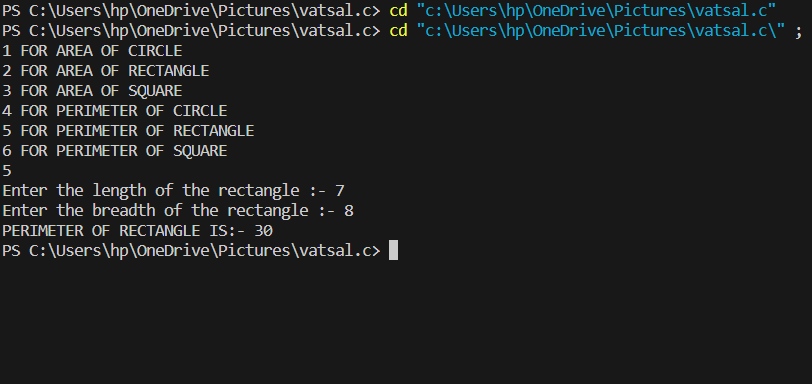 PS C:\Users\hp\OneDrive\Pictures\vatsal.c> cd "c:\Users\hp\OneDrive\Pictures\vatsal.c"
PS C:\Users\hp\OneDrive\Pictures\vatsal.c> cd "c:\Users\hp\OneDrive\Pictures\vatsal.c\" ;
1 FOR AREA OF CIRCLE
2 FOR AREA OF RECTANGLE
3 FOR AREA OF SQUARE
4 FOR PERIMETER OF CIRCLE
5 FOR PERIMETER OF RECTANGLE
6 FOR PERIMETER OF SQUARE
5
Enter the length of the rectangle :- 7
Enter the breadth of the rectangle :- 8
PERIMETER OF RECTANGLE IS:- 30
PS C:\Users\hp\OneDrive\Pictures\vatsal.c>